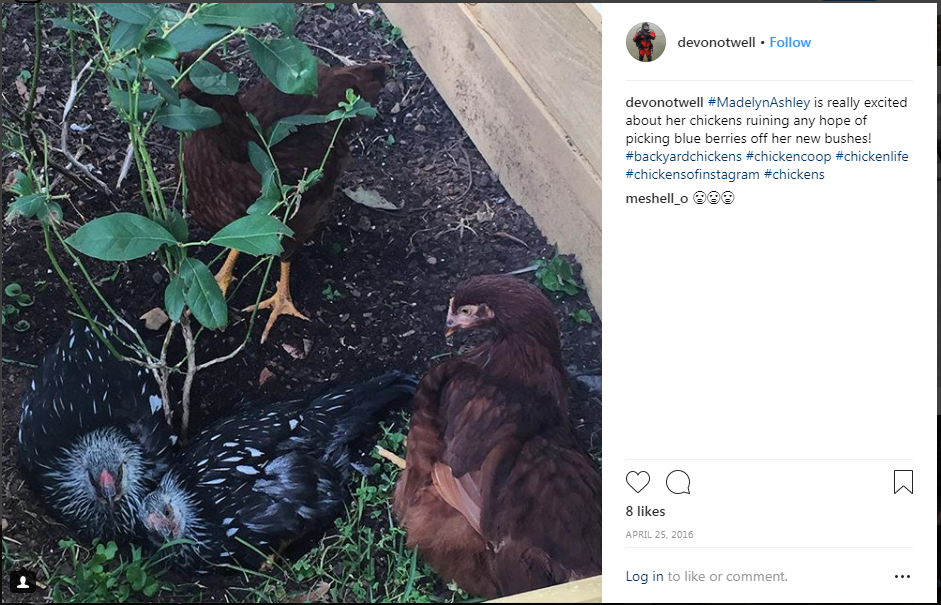 devonotwell • Follow
devonotwell #MadelynAshley is really excited
about her chickens ruining any hope of
picking blue berries off her new bushes!
#backyardchickens #chickencoop #chickenlife
#chickensofinstagram #chickens
meshell_o 😨😨😨
8 likes
APRIL 25, 2016
Log in to like or comment.